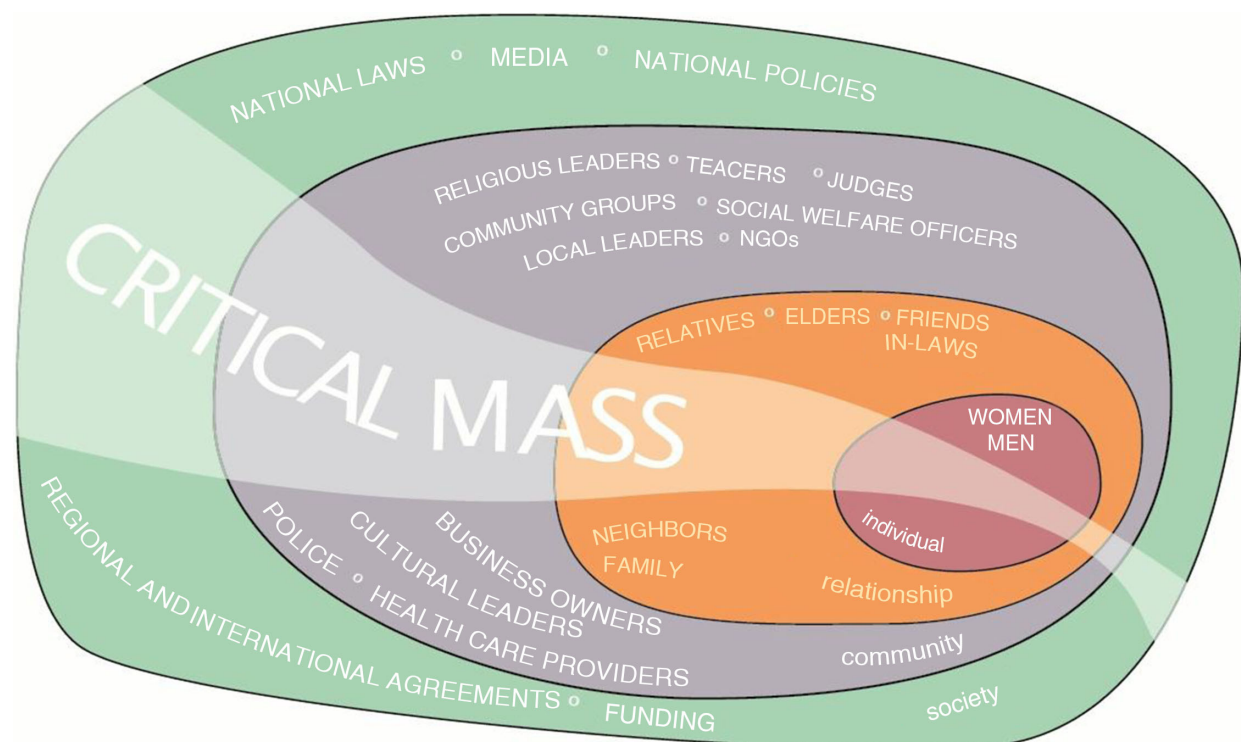 NATIONAL LAWS o MEDIA o NATIONAL POLICIES
RELIGIOUS LEADERS o TEACERS o JUDGES
COMMUNITY GROUPS o SOCIAL WELFARE OFFICERS
LOCAL LEADERS o NGOs
CRITICAL MASS
RELATIVES o ELDERS o FRIENDS
IN-LAWS
WOMEN
MEN
individual
NEIGHBORS
FAMILY
relationship
BUSINESS OWNERS
CULTURAL LEADERS
POLICE o HEALTH CARE PROVIDERS
community
REGIONAL AND INTERNATIONAL AGREEMENTS o FUNDING
society